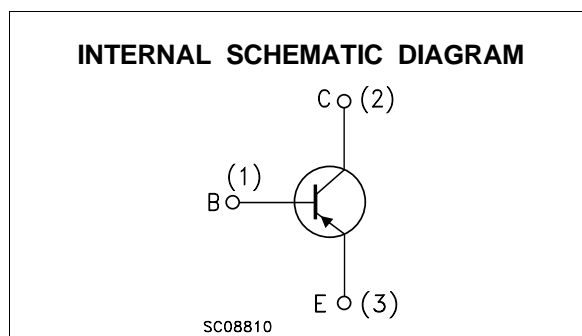 INTERNAL SCHEMATIC DIAGRAM
C (2)
(1)
B
E (3)
SC08810